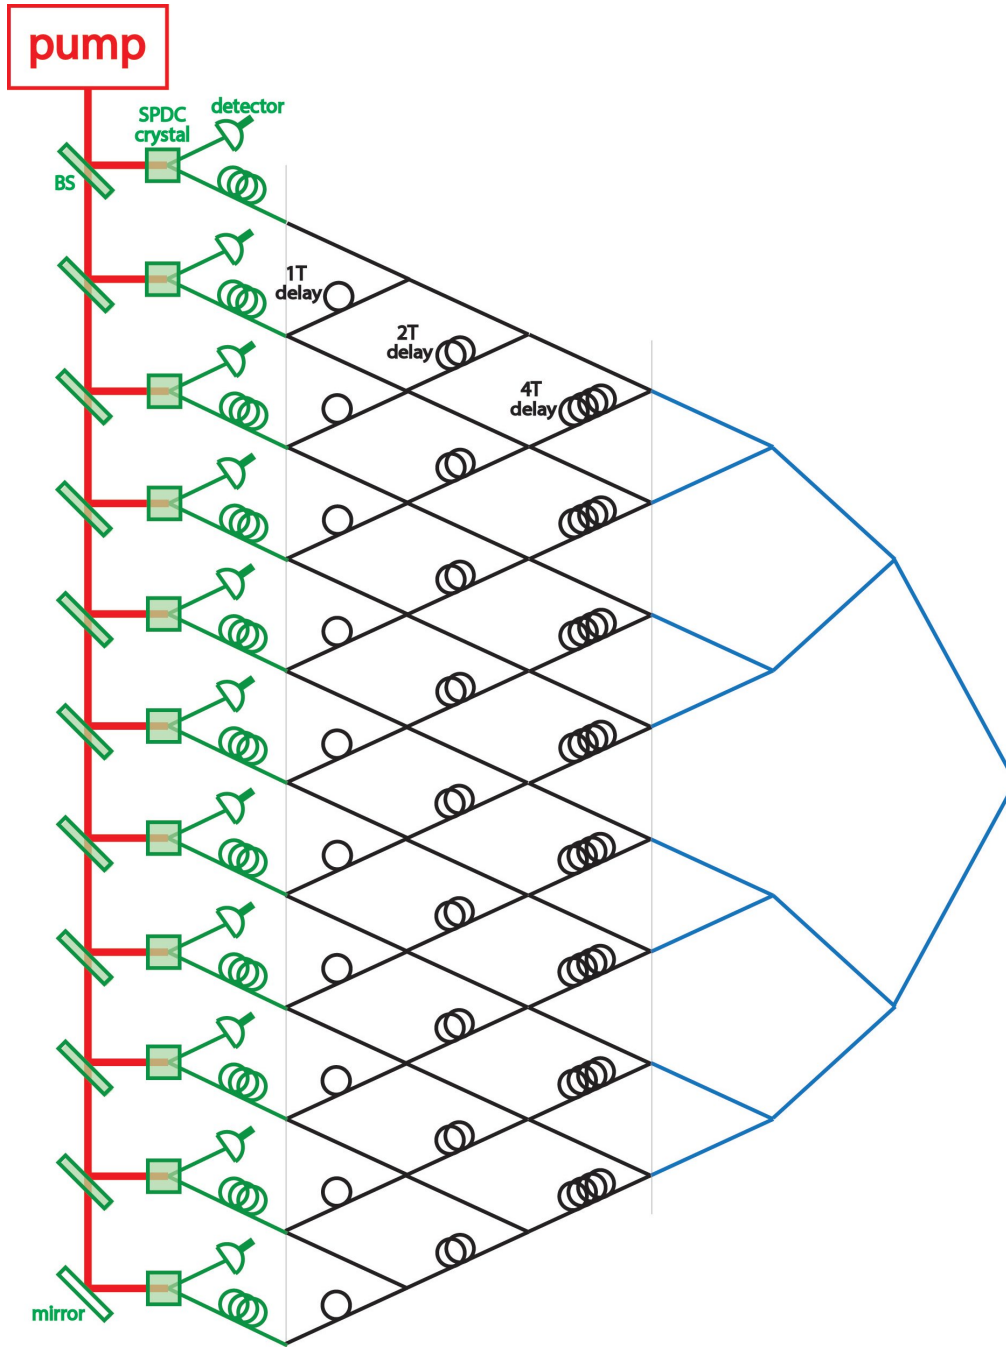 pump
detector
SPDC
crystal
BS
1T
delay
2T
delay
4T
delay
mirror